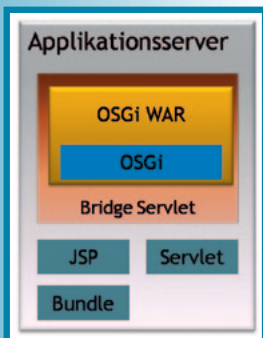 Applikationsserver
OSGi WAR
OSGi
Bridge Servlet
JSP Servlet
Bundle